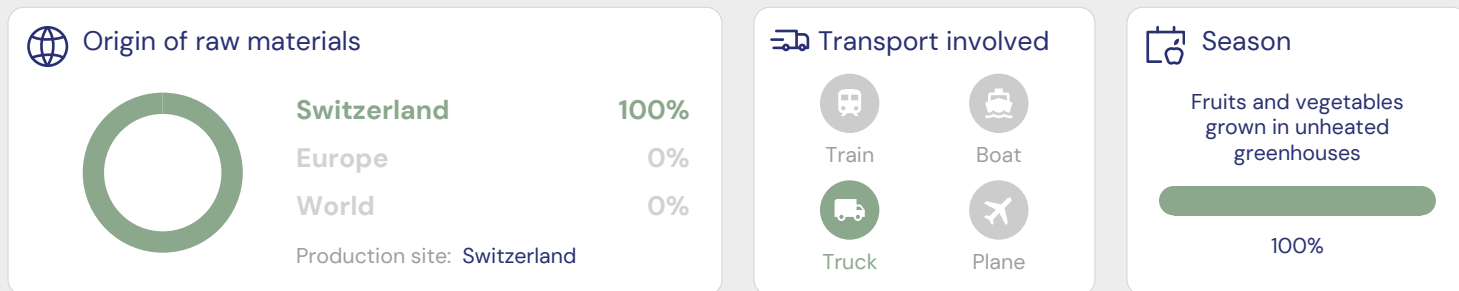 Origin of raw materials
Switzerland 100%
Europe 0%
World 0%
Production site: Switzerland
Transport involved
Train Boat
Truck Plane
Season
Fruits and vegetables
grown in unheated
greenhouses
100%